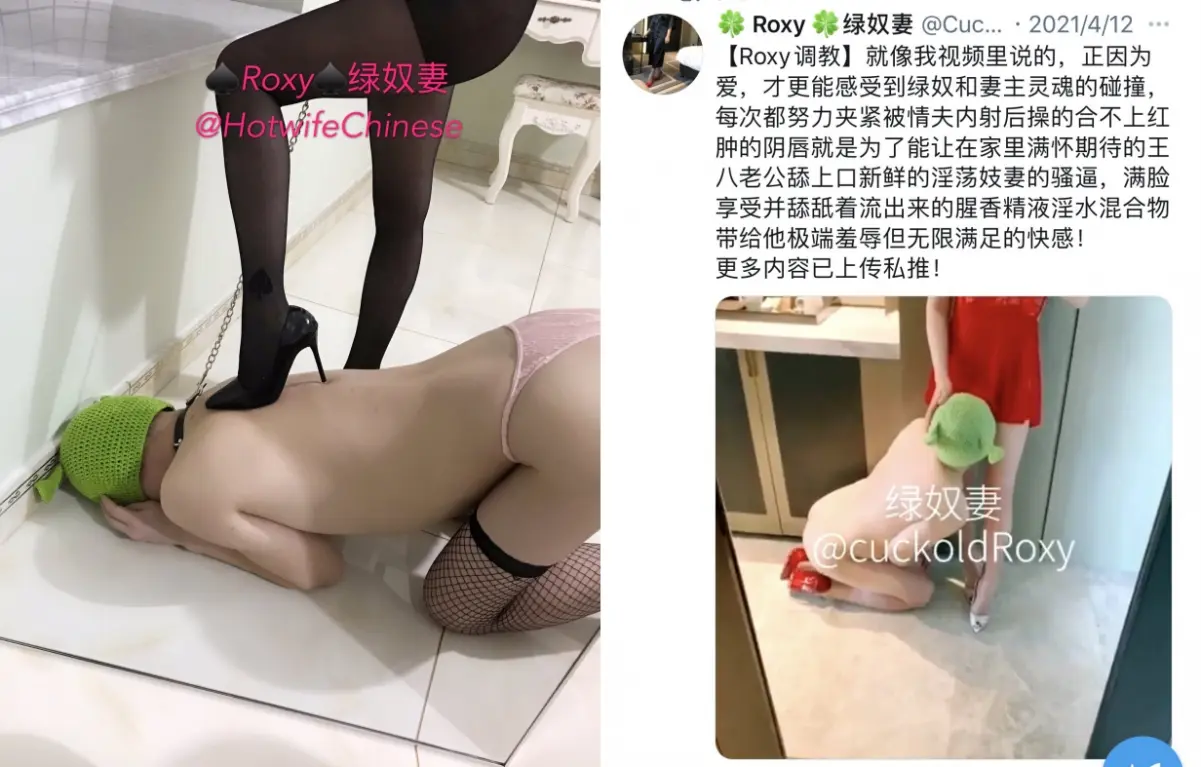 ♠Roxy♠绿奴妻
@HotwifeChinese
🍀 Roxy 🍀绿奴妻 @Cuc... · 2021/4/12
【Roxy调教】就像我视频里说的，正因为
爱，才更能感受到绿奴和妻主灵魂的碰撞，
每次都努力夹紧被情夫内射后操的合不上红
肿的阴唇就是为了能让在家里满怀期待的王
八老公舔上口新鲜的淫荡妓妻的骚逼，满脸
享受并舔舐着流出来的腥香精液淫水混合物
带给他极端羞辱但无限满足的快感！
更多内容已上传私推！
绿奴妻
@cuckoldRoxy